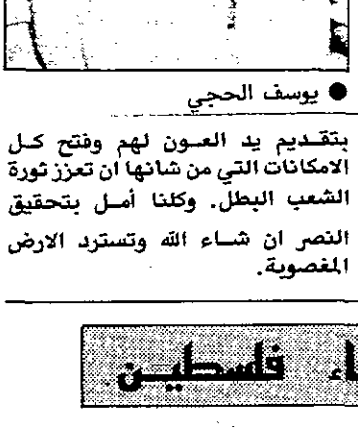 ● يوسف الحجي
بتقديم يد العون لهم وفتح كل
الامكانات التي من شانها ان تعزز ثورة
الشعب البطل. وكلنا أمل بتحقيق
النصر ان شاء الله وتسترد الارض
المغصوبة.
فلسطين